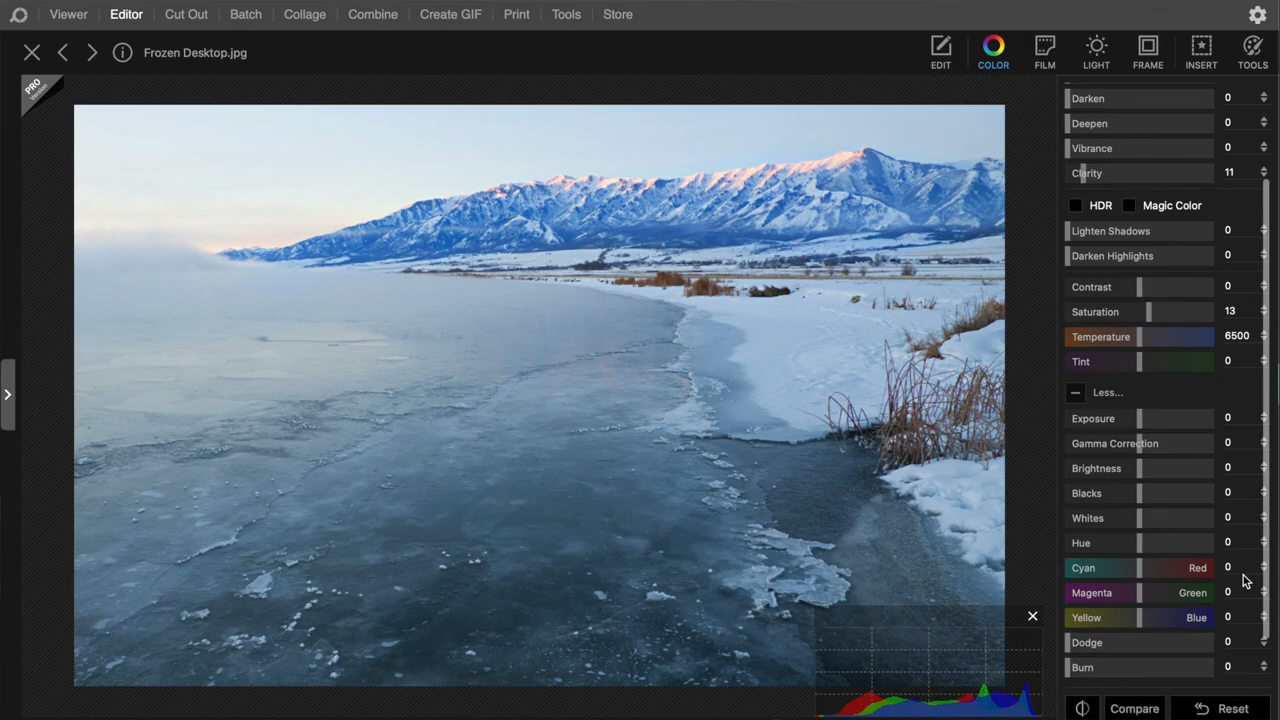 Viewer Editor Cut Out Batch Collage Combine Create GIF Print Tools Store
Frozen Desktop.jpg
EDIT COLOR FILM LIGHT FRAME INSERT TOOLS
PRO
Version
Darken 0
Deepen 0
Vibrance 0
Clarity 11
HDR Magic Color
Lighten Shadows 0
Darken Highlights 0
Contrast 0
Saturation 13
Temperature 6500
Tint 0
Less...
Exposure 0
Gamma Correction 0
Brightness 0
Blacks 0
Whites 0
Hue 0
Cyan Red 0
Magenta Green 0
Yellow Blue 0
Dodge 0
Burn 0
Compare Reset